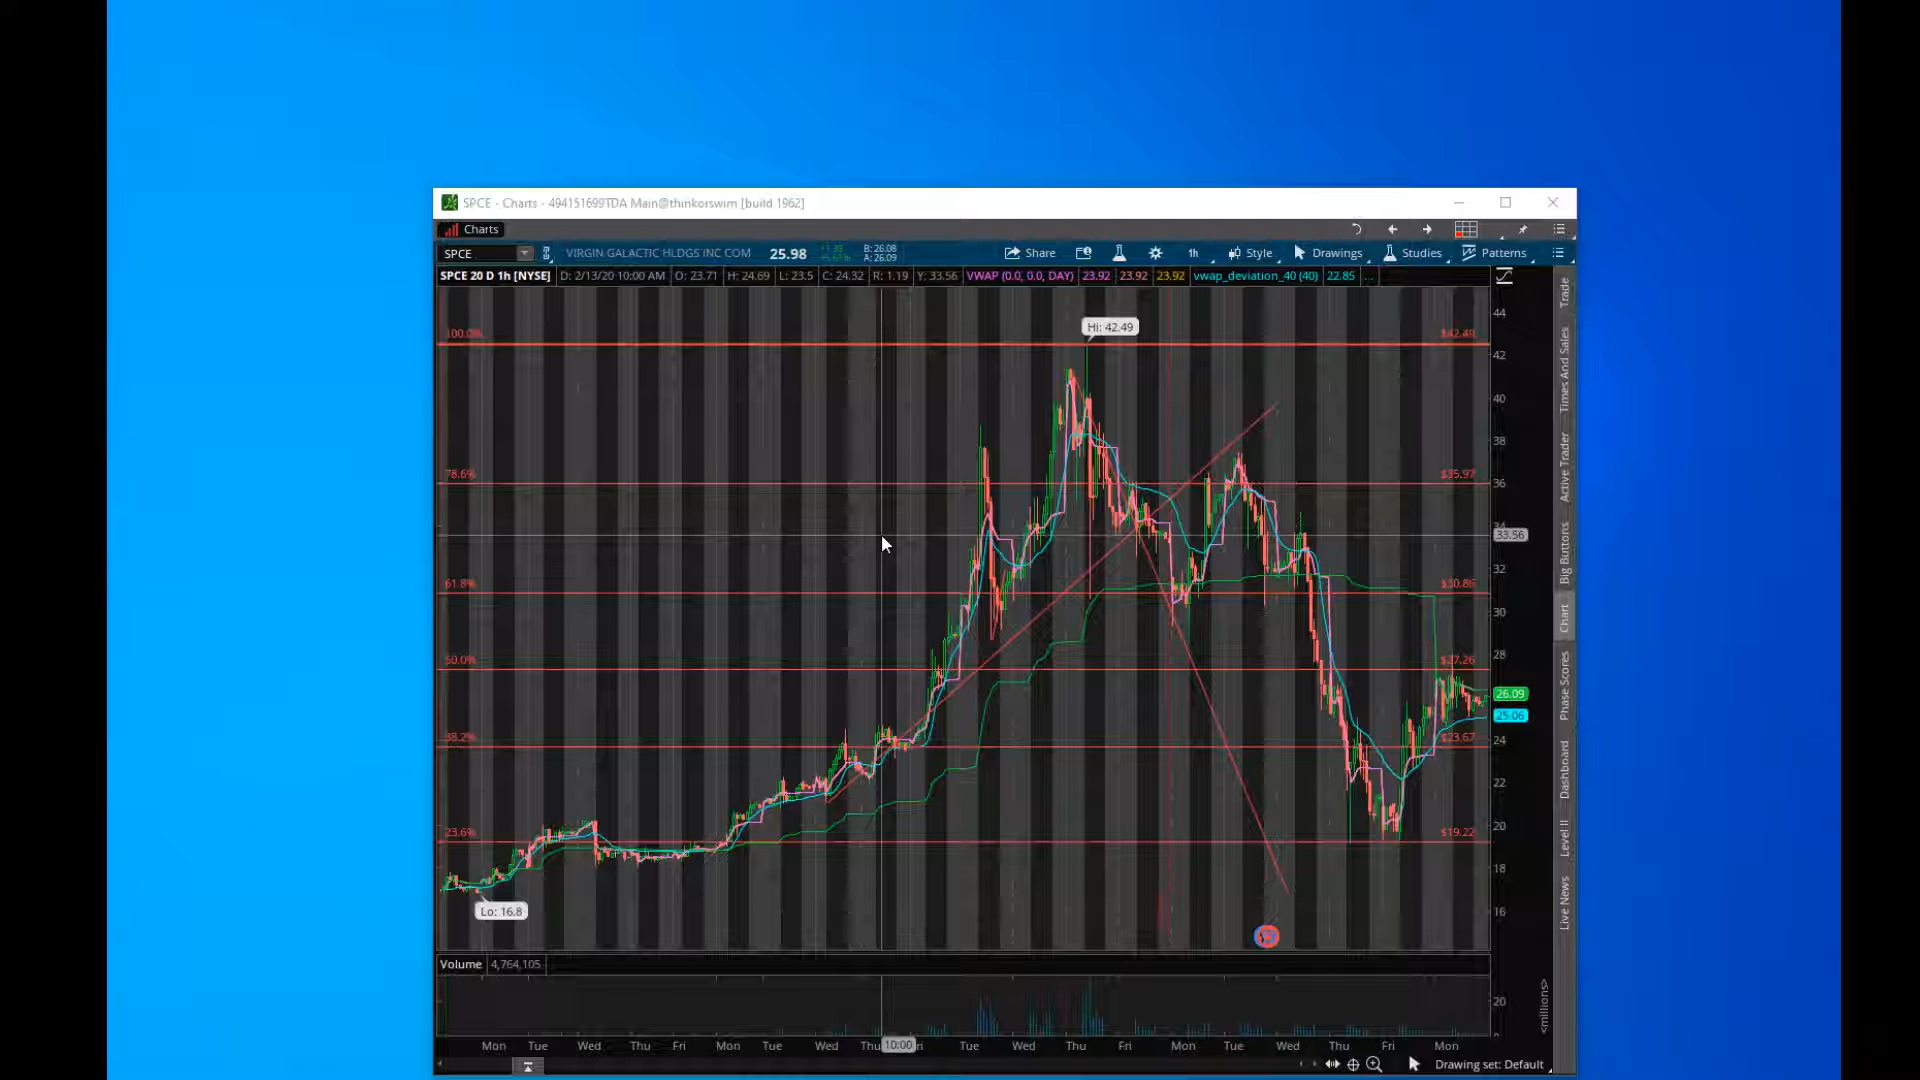 SPCE - Charts - 494151699TDA Main@thinkorswim [build 1962]
Charts
SPCE VIRGIN GALACTIC HLDGS INC COM 25.98 B: 26.08 A: 26.09 Share 1h Style Drawings Studies Patterns
SPCE 20 D 1h [NYSE] D: 2/13/20 10:00 AM O: 23.71 H: 24.69 L: 23.5 C: 24.32 R: 1.19 Y: 33.56 VWAP (0.0, 0.0, DAY) 23.92 23.92 23.92 vwap_deviation_40 (40) 22.85 ...
44
Hi: 42.49
100.0% $42.49
42
40
38
78.6% $35.97
36
34
33.56
32
61.8% $30.86
30
28
50.0% $27.26
26.09
25.06
38.2% $23.67
24
22
20
23.6% $19.22
18
Lo: 16.8
16
Trade
Times And Sales
Active Trader
Big Buttons
Chart
Phase Scores
Dashboard
Level II
Live News
Volume 4,764,105
20
<millions>
Mon Tue Wed Thu Fri Mon Tue Wed Thu 10:00 Tue Wed Thu Fri Mon Tue Wed Thu Fri Mon
Drawing set: Default